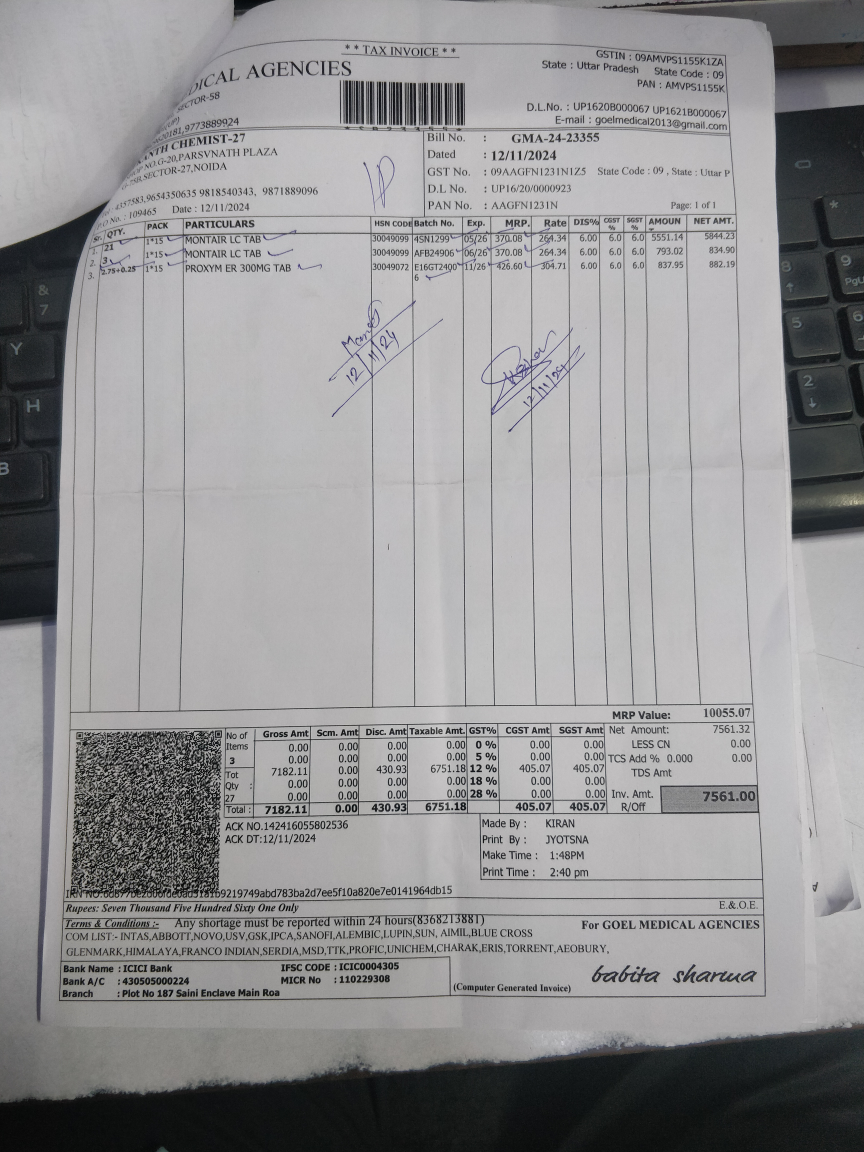 ** TAX INVOICE **
GSTIN : 09AMVPS1155K1ZA
State : Uttar Pradesh State Code : 09
PAN : AMVPS1155K
DICAL AGENCIES
SECTOR-58
(UP)
20181,9773889924
D.L.No. : UP1620B000067 UP1621B000067
E-mail : goelmedical2013@gmail.com
ANTH CHEMIST-27
NO.G-20,PARSVNATH PLAZA
SECTOR-27,NOIDA
4357583,9654350635 9818540343, 9871889096
P.O No. : 109465 Date : 12/11/2024
Bill No. : GMA-24-23355
Dated : 12/11/2024
GST No. : 09AAGFN1231N1Z5 State Code : 09 , State : Uttar P
D.L No. : UP16/20/0000923
PAN No. : AAGFN1231N Page: 1 of 1
Sr. QTY. PACK PARTICULARS HSN CODE Batch No. Exp. MRP. Rate DIS% CGST % SGST % AMOUN NET AMT.
1. 21 1*15 MONTAIR LC TAB 30049099 4SN1299 05/26 370.08 264.34 6.00 6.0 6.0 5551.14 5844.23
2. 3 1*15 MONTAIR LC TAB 30049099 AFB24906 06/26 370.08 264.34 6.00 6.0 6.0 793.02 834.90
3. 2.75+0.25 1*15 PROXYM ER 300MG TAB 30049072 E16GT2400 11/26 426.60 304.71 6.00 6.0 6.0 837.95 882.19
6
12/11/24
12/11/24
MRP Value: 10055.07
No of Items 3 Tot Qty : 27
Gross Amt Scm. Amt Disc. Amt Taxable Amt. GST% CGST Amt SGST Amt
0.00 0.00 0.00 0.00 0 % 0.00 0.00
0.00 0.00 0.00 0.00 5 % 0.00 0.00
7182.11 0.00 430.93 6751.18 12 % 405.07 405.07
0.00 0.00 0.00 0.00 18 % 0.00 0.00
0.00 0.00 0.00 0.00 28 % 0.00 0.00
Total : 7182.11 0.00 430.93 6751.18 405.07 405.07
Net Amount: 7561.32
LESS CN 0.00
TCS Add % 0.000 0.00
TDS Amt
Inv. Amt. 7561.00
R/Off
ACK NO.142416055802536
ACK DT:12/11/2024
Made By : KIRAN
Print By : JYOTSNA
Make Time : 1:48PM
Print Time : 2:40 pm
Rupees: Seven Thousand Five Hundred Sixty One Only
E.&O.E.
Terms & Conditions :- Any shortage must be reported within 24 hours(8368213881)
For GOEL MEDICAL AGENCIES
COM LIST:- INTAS,ABBOTT,NOVO,USV,GSK,IPCA,SANOFI,ALEMBIC,LUPIN,SUN, AIMIL,BLUE CROSS
GLENMARK,HIMALAYA,FRANCO INDIAN,SERDIA,MSD,TTK,PROFIC,UNICHEM,CHARAK,ERIS,TORRENT,AEOBURY,
Bank Name : ICICI Bank IFSC CODE : ICIC0004305
Bank A/C : 430505000224 MICR No : 110229308
Branch : Plot No 187 Saini Enclave Main Roa
(Computer Generated Invoice)
babita sharma